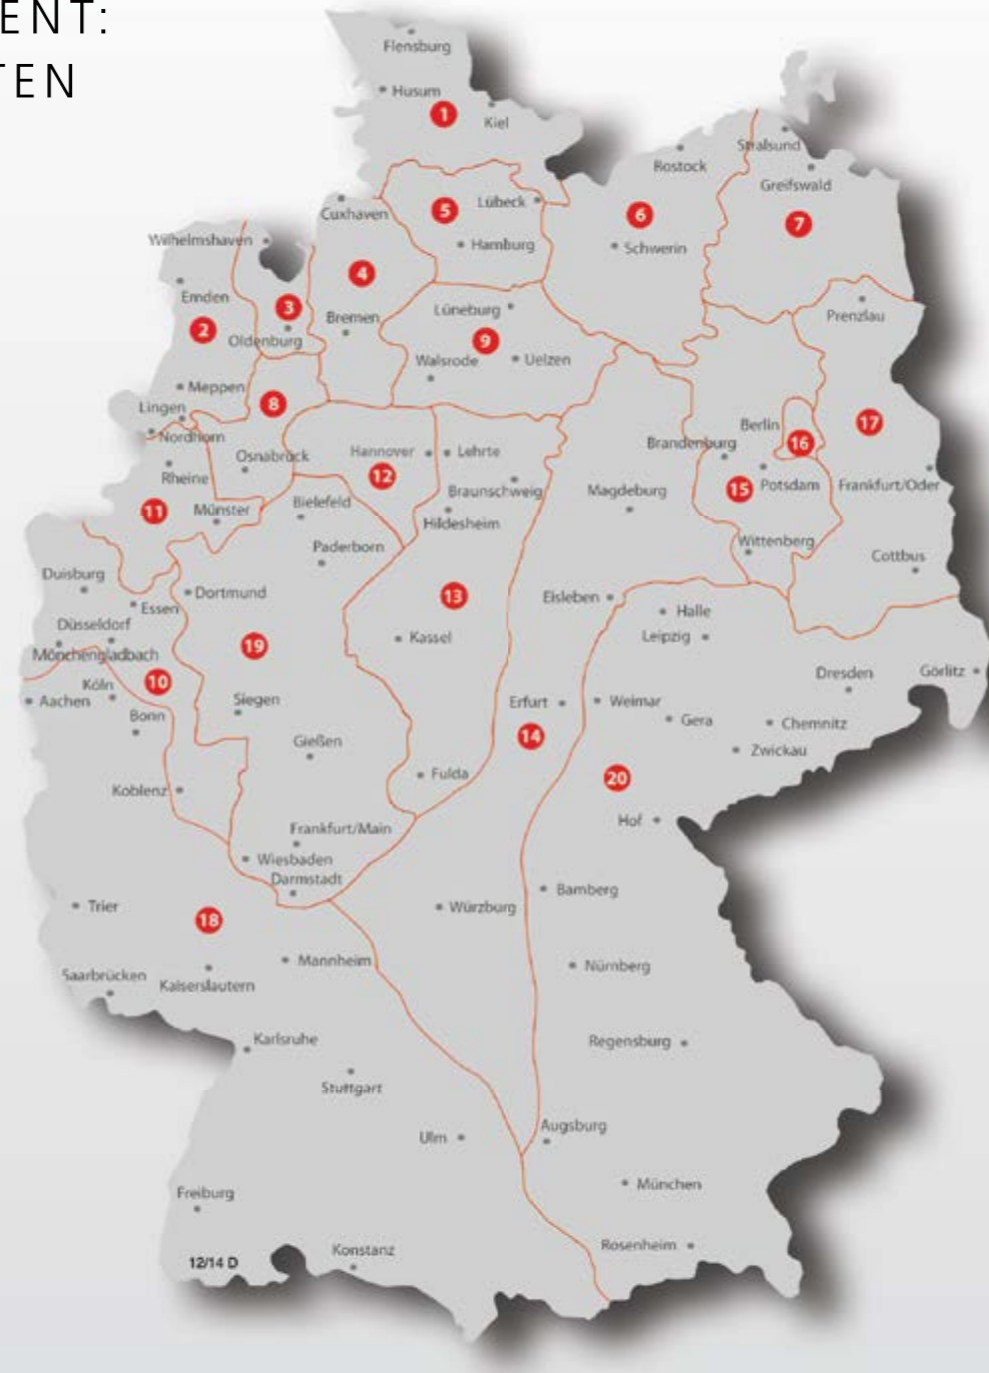 ENT:
TEN
Flensburg
Husum
1
Kiel
Stralsund
Rostock
Greifswald
Lübeck
5
Cuxhaven
6
7
Wilhelmshaven
Hamburg
Schwerin
4
Emden
3
Lüneburg
Prenzlau
2
Bremen
Oldenburg
9
Walsrode
Uelzen
Meppen
8
Lingen
17
Berlin
Nordhorn
Brandenburg
16
Osnabrück
Hannover
Lehrte
Rheine
12
Potsdam
Frankfurt/Oder
15
Braunschweig
Magdeburg
Bielefeld
11
Münster
Hildesheim
Wittenberg
Paderborn
Cottbus
Duisburg
Dortmund
13
Eisleben
Essen
Halle
Düsseldorf
Kassel
Leipzig
19
Mönchengladbach
Dresden
Görlitz
10
Köln
Aachen
Siegen
Erfurt
Weimar
Bonn
Gera
Chemnitz
14
Gießen
Zwickau
Fulda
20
Koblenz
Hof
Frankfurt/Main
Wiesbaden
Darmstadt
Bamberg
Trier
Würzburg
18
Mannheim
Nürnberg
Saarbrücken
Kaiserslautern
Karlsruhe
Regensburg
Stuttgart
Augsburg
Ulm
München
Freiburg
Rosenheim
Konstanz
12/14 D